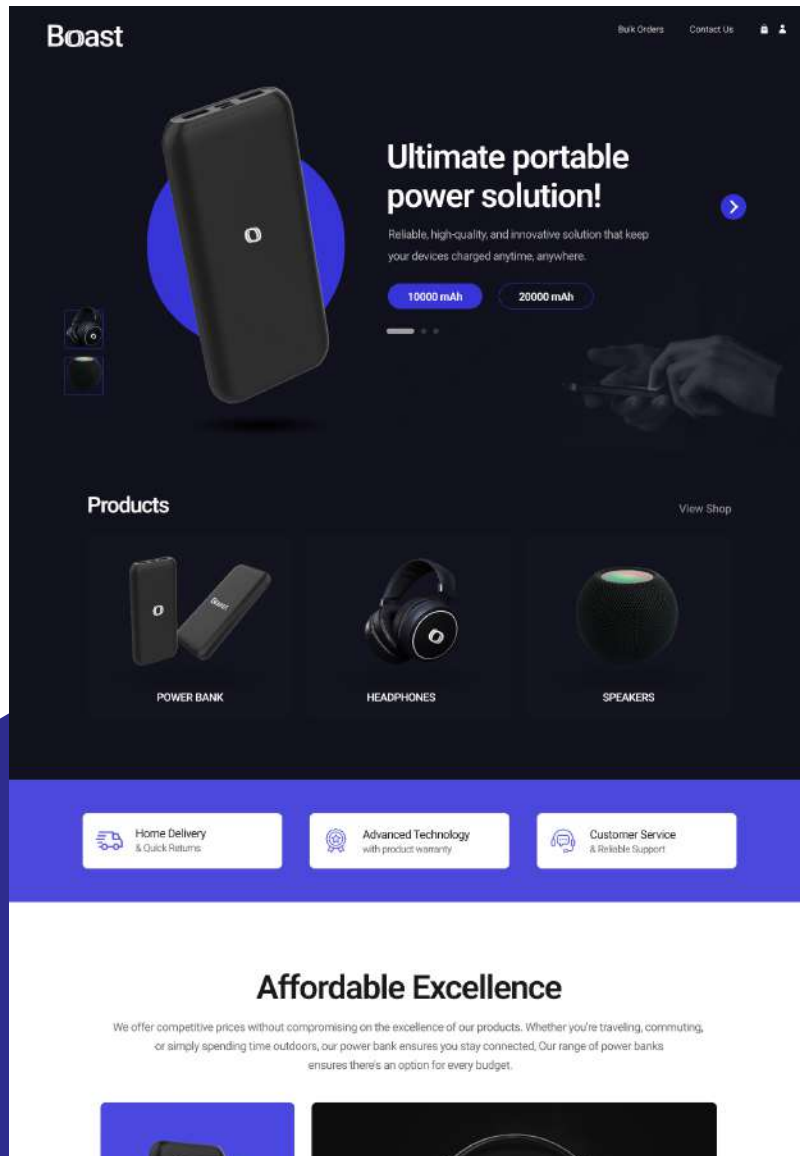 Boast
Bulk Orders
Contact Us
Ultimate portable
power solution!
Reliable, high-quality, and innovative solution that keep
your devices charged anytime, anywhere.
10000 mAh
20000 mAh
Products
View Shop
Boast
POWER BANK
HEADPHONES
SPEAKERS
Home Delivery
& Quick Returns
Advanced Technology
with product warranty
Customer Service
& Reliable Support
Affordable Excellence
We offer competitive prices without compromising on the excellence of our products. Whether you're traveling, commuting,
or simply spending time outdoors, our power bank ensures you stay connected, Our range of power banks
ensures there's an option for every budget.